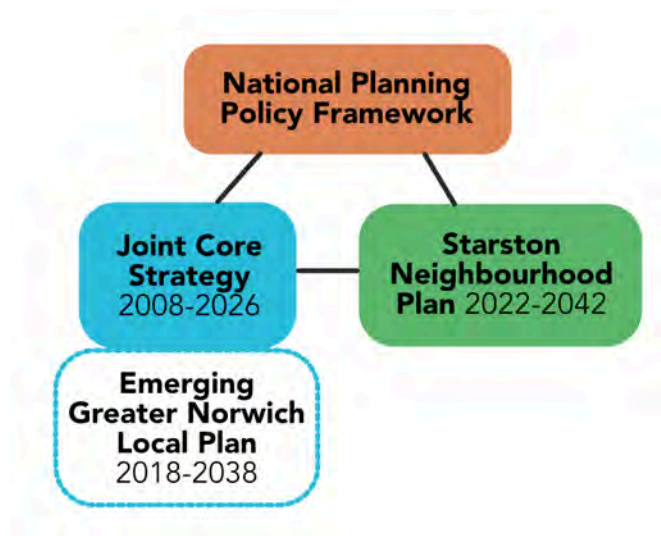 National Planning
Policy Framework
Joint Core
Strategy
2008-2026
Starston
Neighbourhood
Plan 2022-2042
Emerging
Greater Norwich
Local Plan
2018-2038